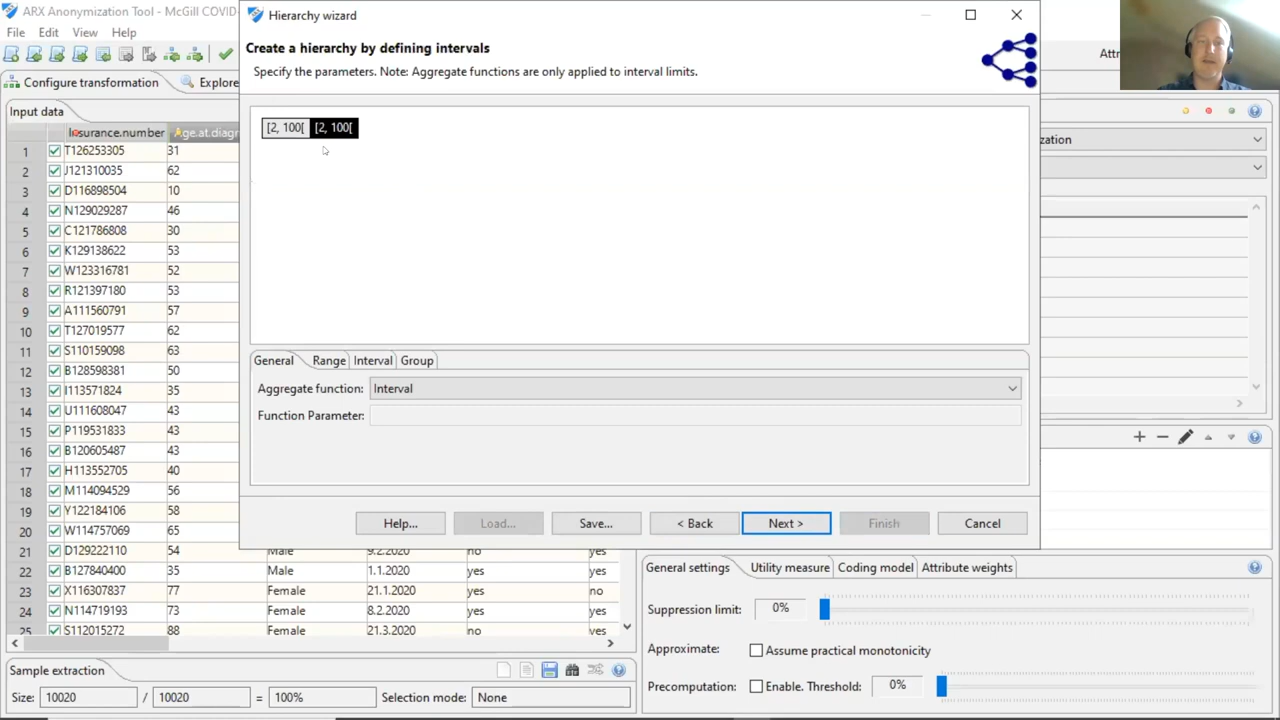 ARX Anonymization Tool - McGill COVID-
Hierarchy wizard
File Edit View Help
Create a hierarchy by defining intervals
Specify the parameters. Note: Aggregate functions are only applied to interval limits.
Attr
Configure transformation
Explore
Input data
ization
[2, 100[ [2, 100[
Insurance.number Age.at.diagn
1 T126253305 31
2 J121310035 62
3 D116898504 10
4 N129029287 46
5 C121786808 30
6 K129138622 53
7 W123316781 52
8 R121397180 53
9 A111560791 57
10 T127019577 62
11 S110159098 63
12 B128598381 50
13 I113571824 35
14 U111608047 43
15 P119531833 43
16 B120605487 43
17 H113552705 40
18 M114094529 56
19 Y122184106 58
20 W114757069 65
21 D129222110 54 Male 9.2.2020 no yes
22 B127840400 35 Male 1.1.2020 yes yes
23 X116307837 77 Female 21.1.2020 yes no
24 N114719193 73 Female 8.2.2020 yes yes
25 S112015272 88 Female 21.3.2020 no yes
General Range Interval Group
Aggregate function: Interval
Function Parameter:
Help... Load... Save... < Back Next > Finish Cancel
General settings Utility measure Coding model Attribute weights
Suppression limit: 0%
Approximate: Assume practical monotonicity
Precomputation: Enable. Threshold: 0%
Sample extraction
Size: 10020 / 10020 = 100% Selection mode: None